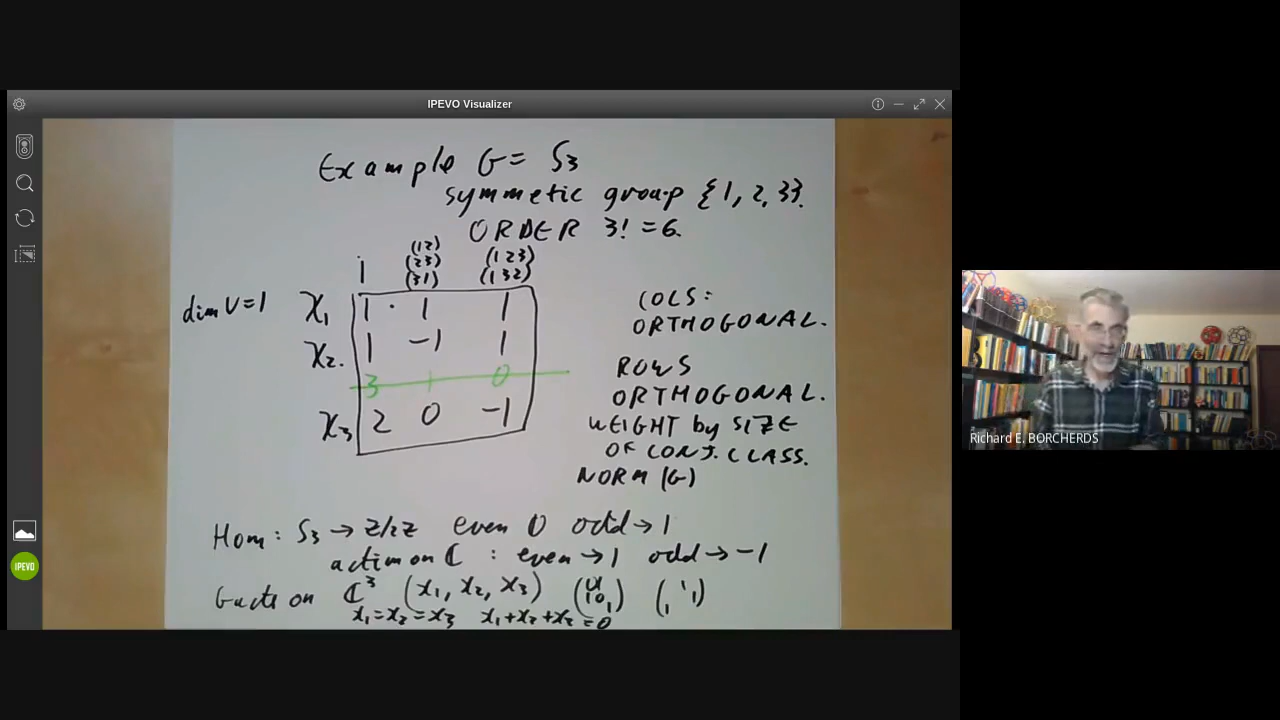 IPEVO Visualizer
Example G= S3
symmetic group {1, 2, 3}.
ORDER 3! = 6.
1 (12) (23) (31) (123) (132)
dim V=1 χ1 1 1 1
χ2. 1 -1 1
3 1 0
χ3 2 0 -1
COLS:
ORTHOGONAL.
ROWS
ORTHOGONAL.
WEIGHT by SIZE
OF CONJ. CLASS.
NORM |G|
Richard E. BORCHERDS
Hom: S3 → Z/2Z even 0 odd → 1
action on ℂ : even → 1 odd → -1
G acts on ℂ³ (x1, x2, x3)
x1=x2=x3 x1+x2+x3=0
IPEVO